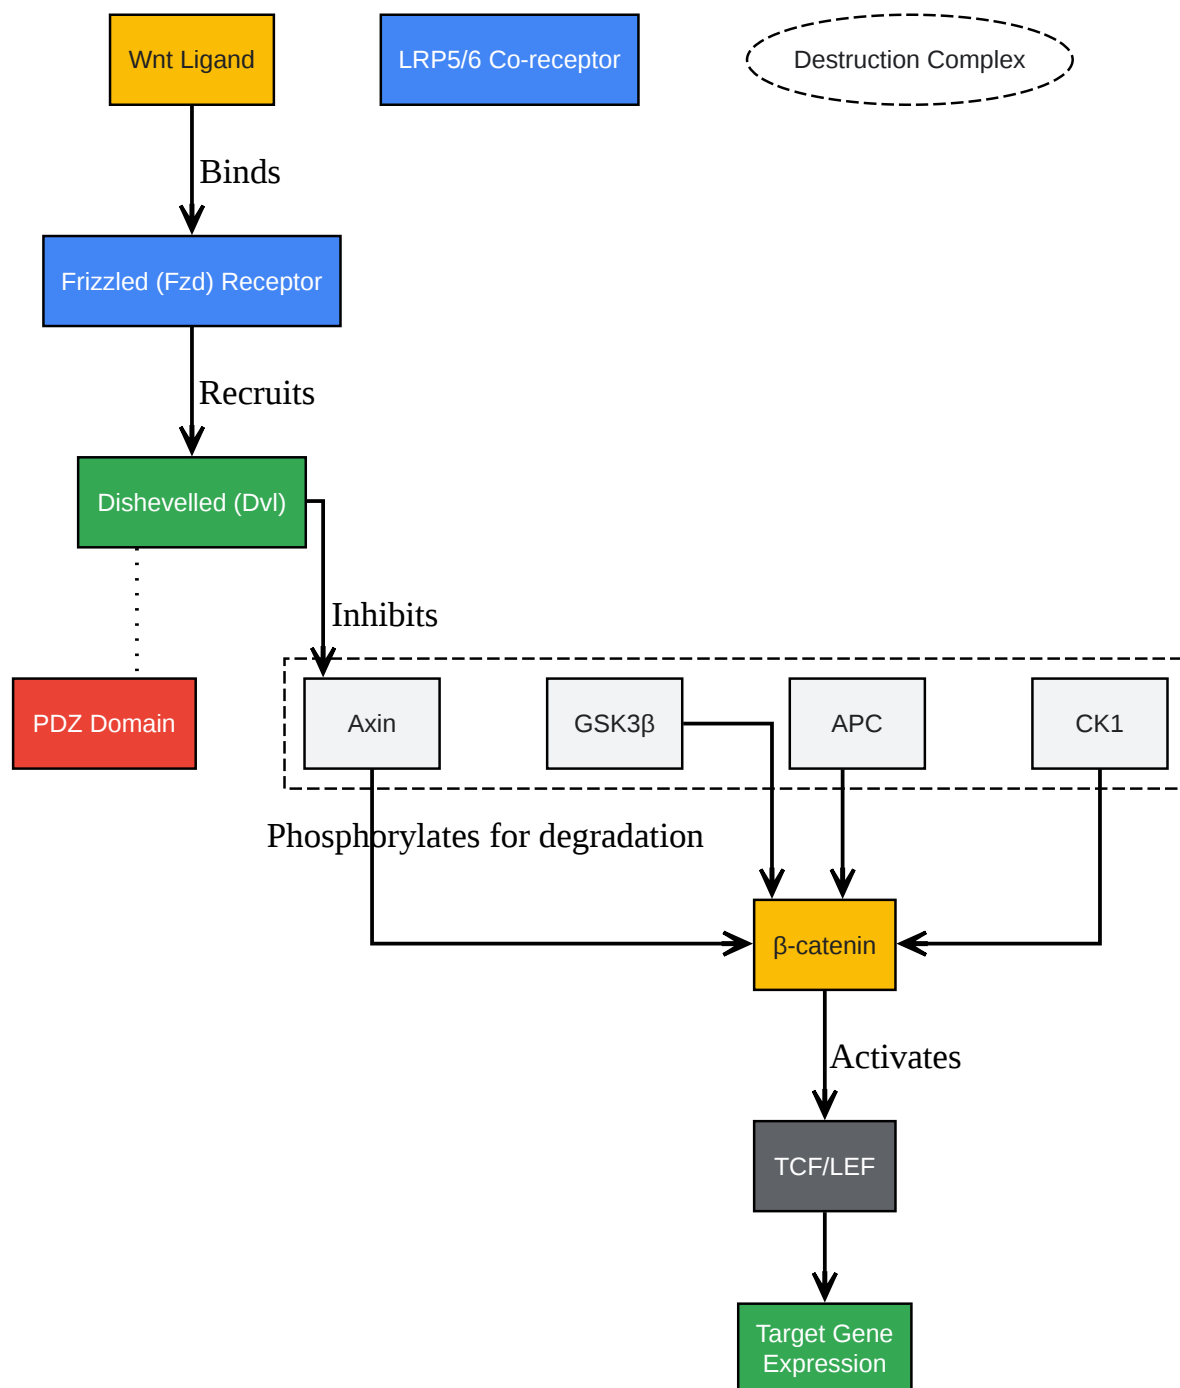 Wnt Ligand
LRP5/6 Co-receptor
Destruction Complex
Binds
Frizzled (Fzd) Receptor
Recruits
Dishevelled (Dvl)
Inhibits
PDZ Domain
Axin
GSK3β
APC
CK1
Phosphorylates for degradation
β-catenin
Activates
TCF/LEF
Target Gene
Expression